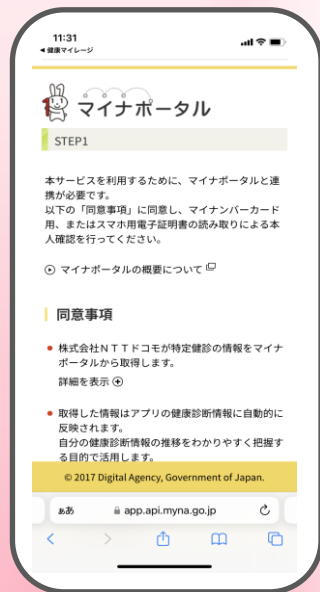 11:31
◀ 健康マイレージ
マイナポータル
STEP1
本サービスを利用するために、マイナポータルと連
携が必要です。
以下の「同意事項」に同意し、マイナンバーカード
用、またはスマホ用電子証明書の読み取りによる本
人確認を行ってください。
マイナポータルの概要について
同意事項
株式会社ＮＴＴドコモが特定健診の情報をマイナ
ポータルから取得します。
詳細を表示
取得した情報はアプリの健康診断情報に自動的に
反映されます。
自分の健康診断情報の推移をわかりやすく把握す
る目的で活用します。
© 2017 Digital Agency, Government of Japan.
ぁあ
app.api.myna.go.jp